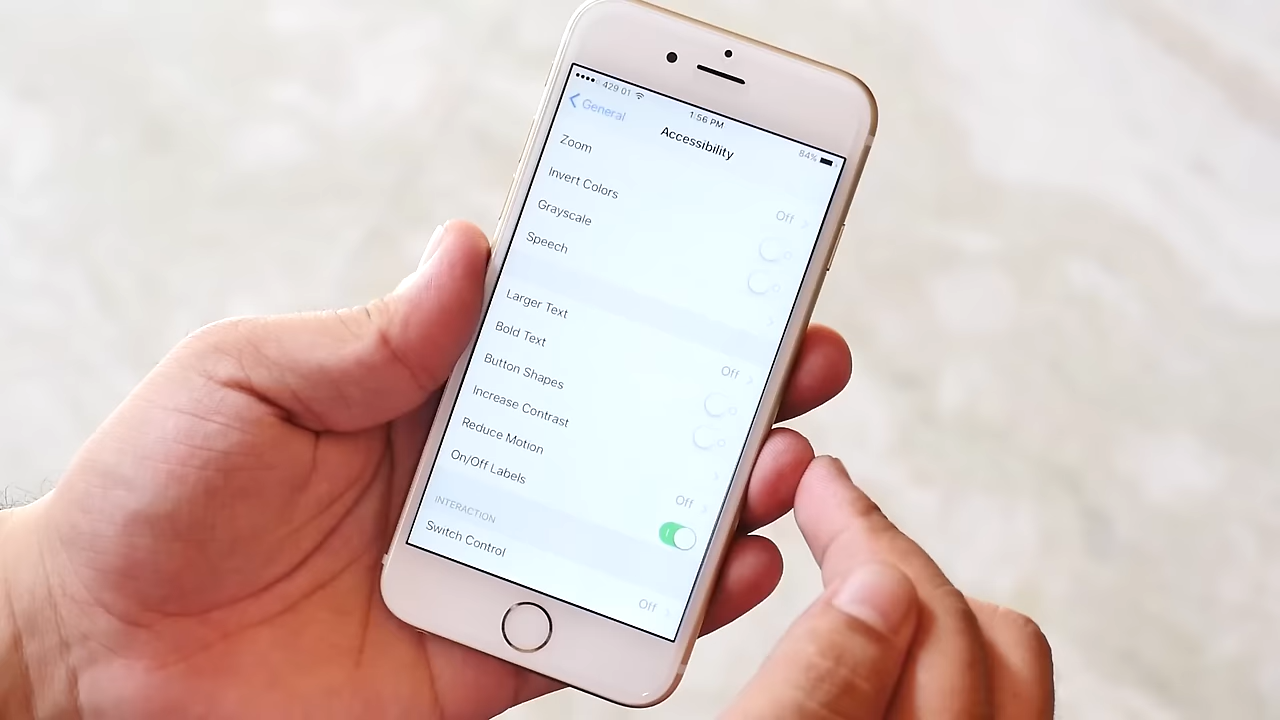 429 01 1:56 PM 84%
General Accessibility
Zoom Off
Invert Colors
Grayscale
Speech
Larger Text Off
Bold Text
Button Shapes
Increase Contrast
Reduce Motion Off
On/Off Labels
INTERACTION
Switch Control Off